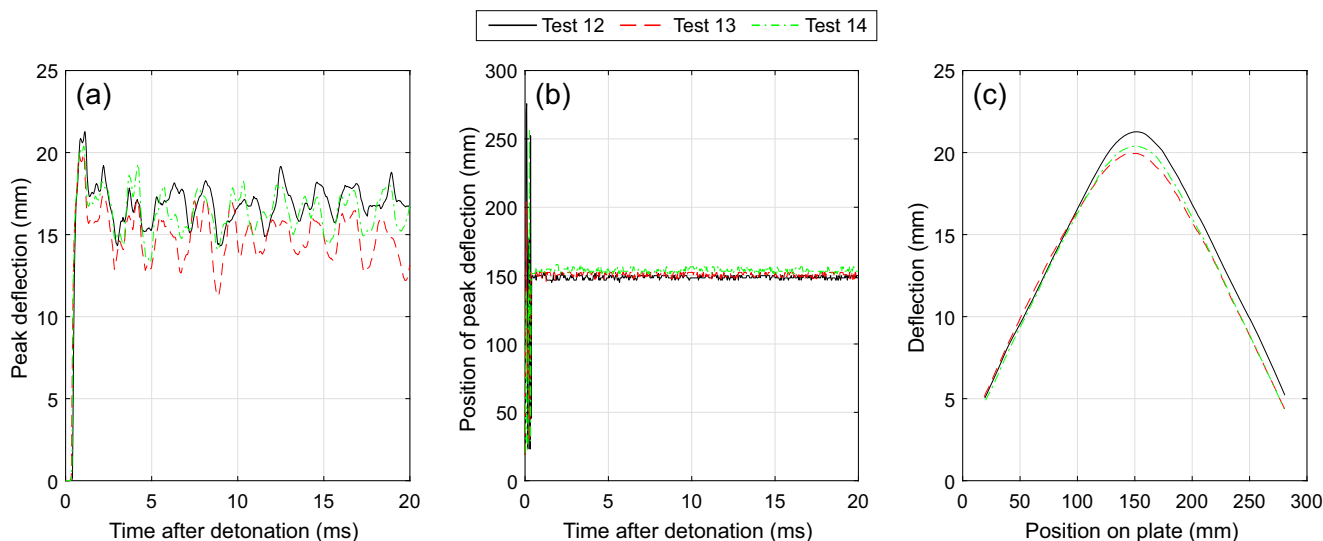 Test 12 Test 13 Test 14
(a)
25
20
15
10
5
0
0 5 10 15 20
Peak deflection (mm)
Time after detonation (ms)
(b)
300
250
200
150
100
50
0
0 5 10 15 20
Position of peak deflection (mm)
Time after detonation (ms)
(c)
25
20
15
10
5
0
0 50 100 150 200 250 300
Deflection (mm)
Position on plate (mm)